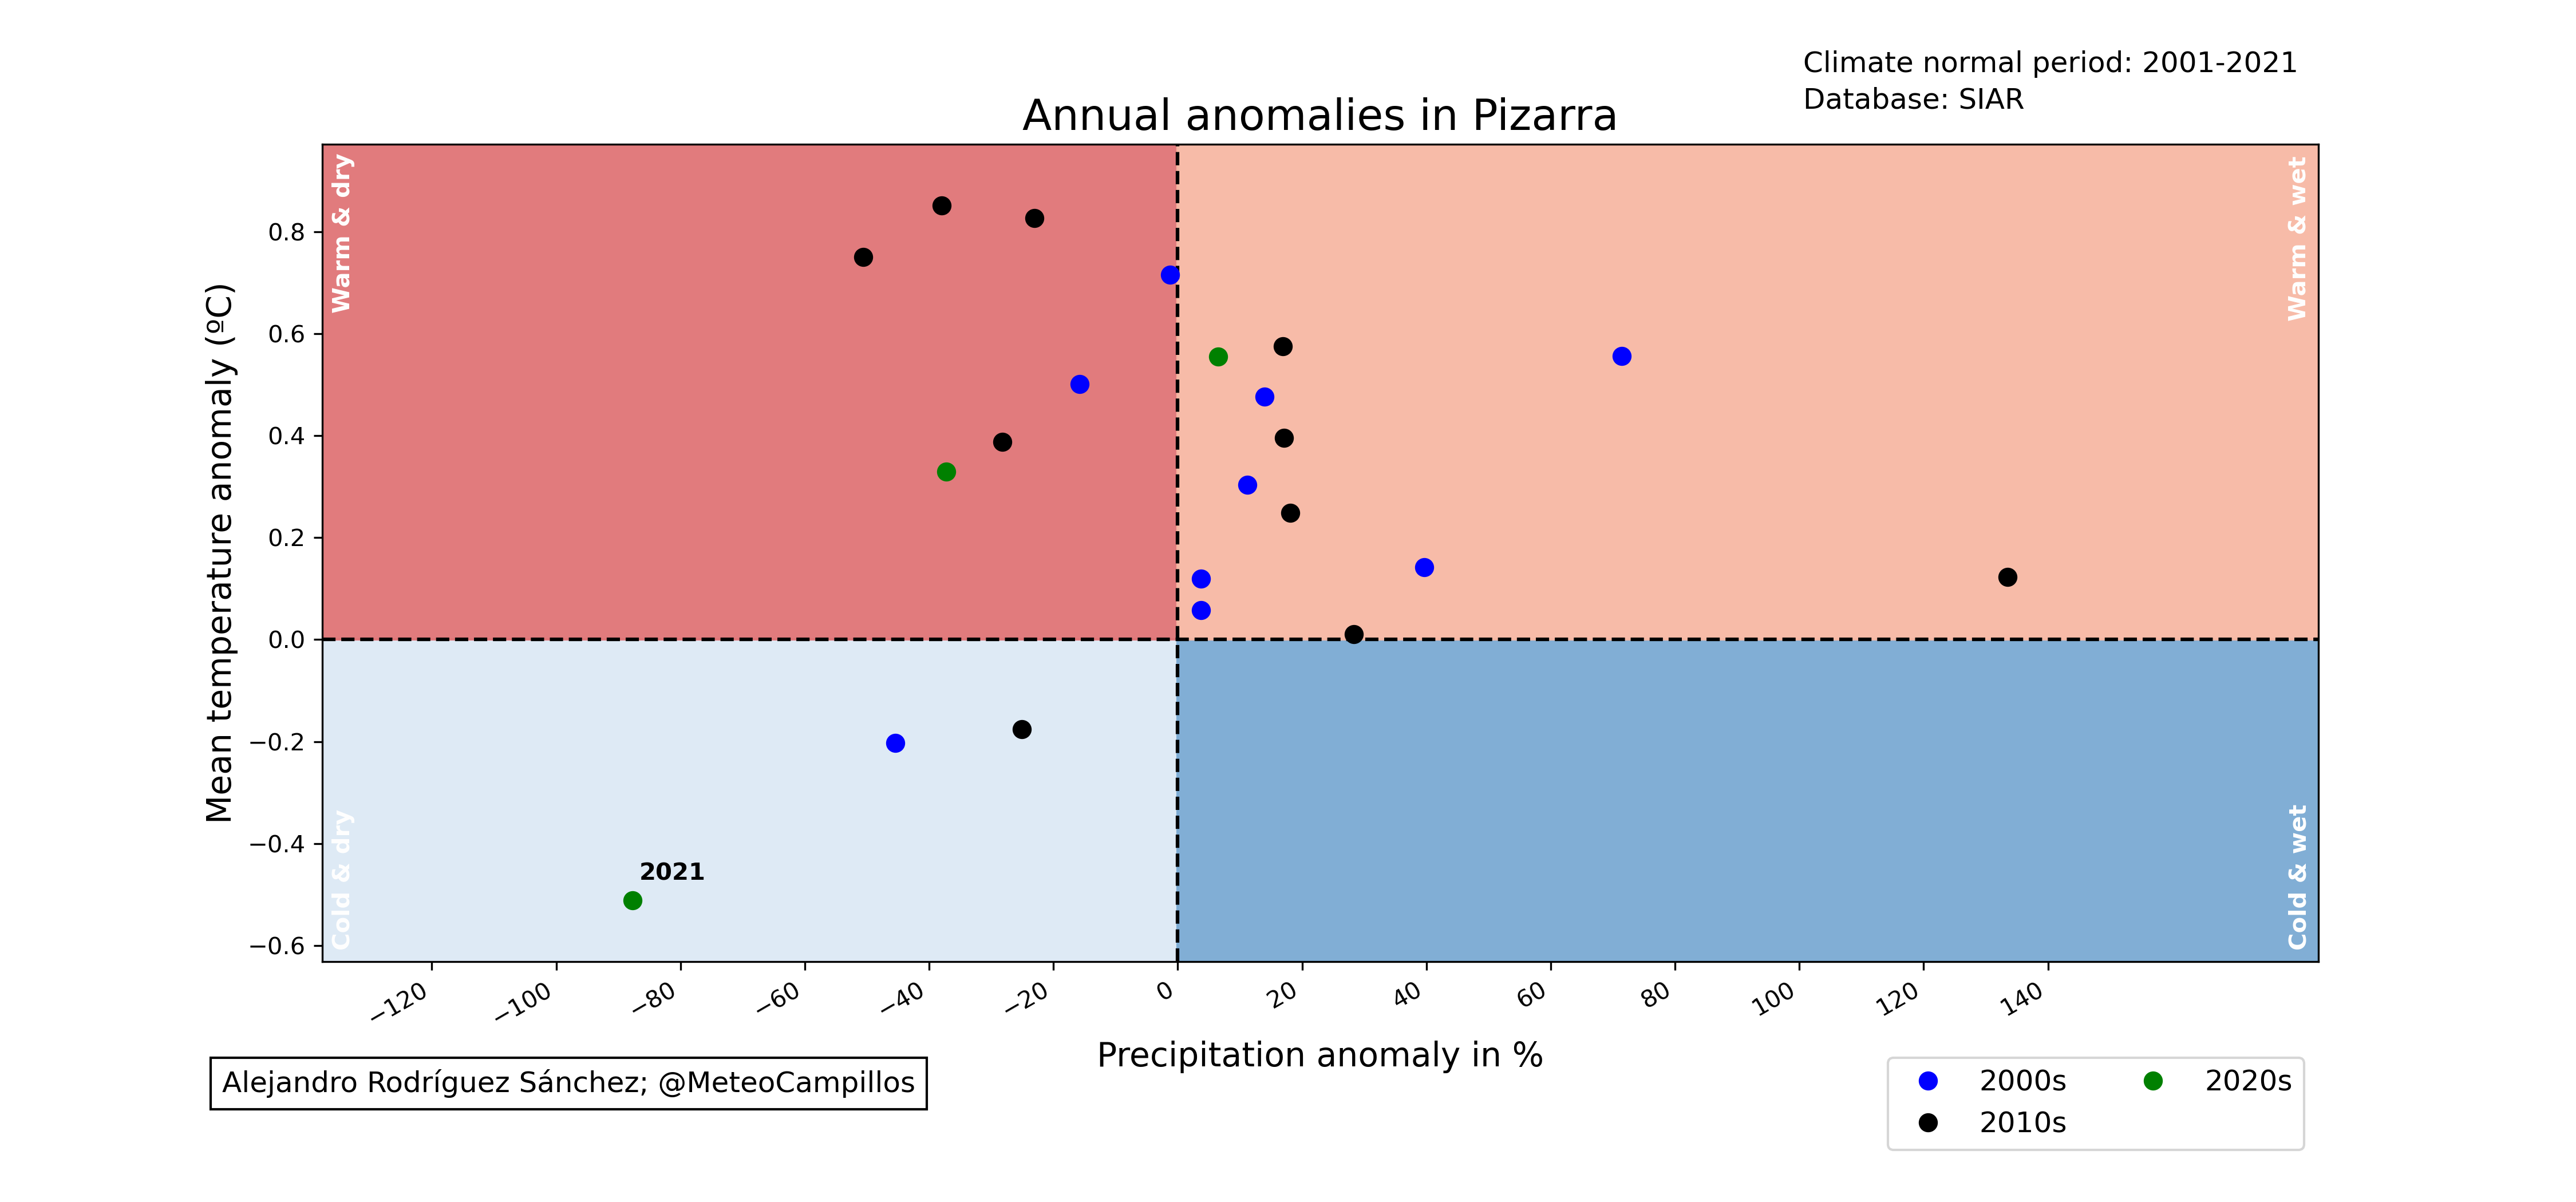 Climate normal period: 2001-2021
Database: SIAR
Annual anomalies in Pizarra
Warm & dry
Warm & wet
Mean temperature anomaly (ºC)
0.8
0.6
0.4
0.2
0.0
−0.2
−0.4
−0.6
2021
Cold & dry
Cold & wet
−120 −100 −80 −60 −40 −20 0 20 40 60 80 100 120 140
Precipitation anomaly in %
Alejandro Rodríguez Sánchez; @MeteoCampillos
2000s 2020s
2010s